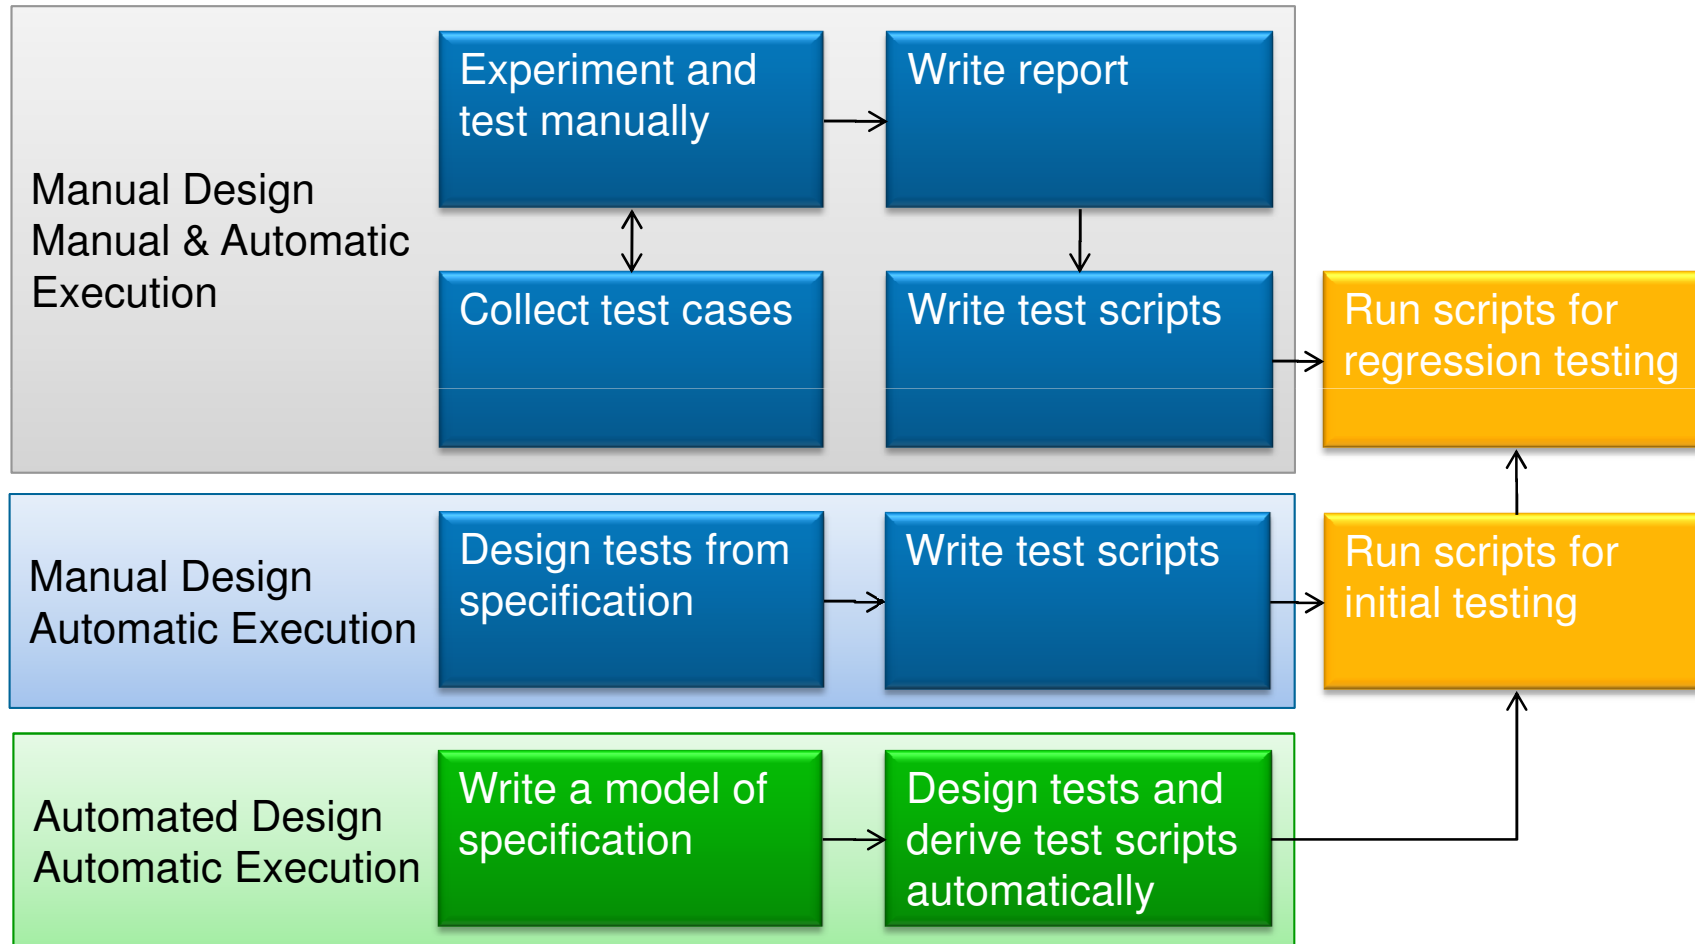 Manual Design
Manual & Automatic
Execution
Experiment and
test manually
Write report
Collect test cases
Write test scripts
Run scripts for
regression testing
Manual Design
Automatic Execution
Design tests from
specification
Write test scripts
Run scripts for
initial testing
Automated Design
Automatic Execution
Write a model of
specification
Design tests and
derive test scripts
automatically